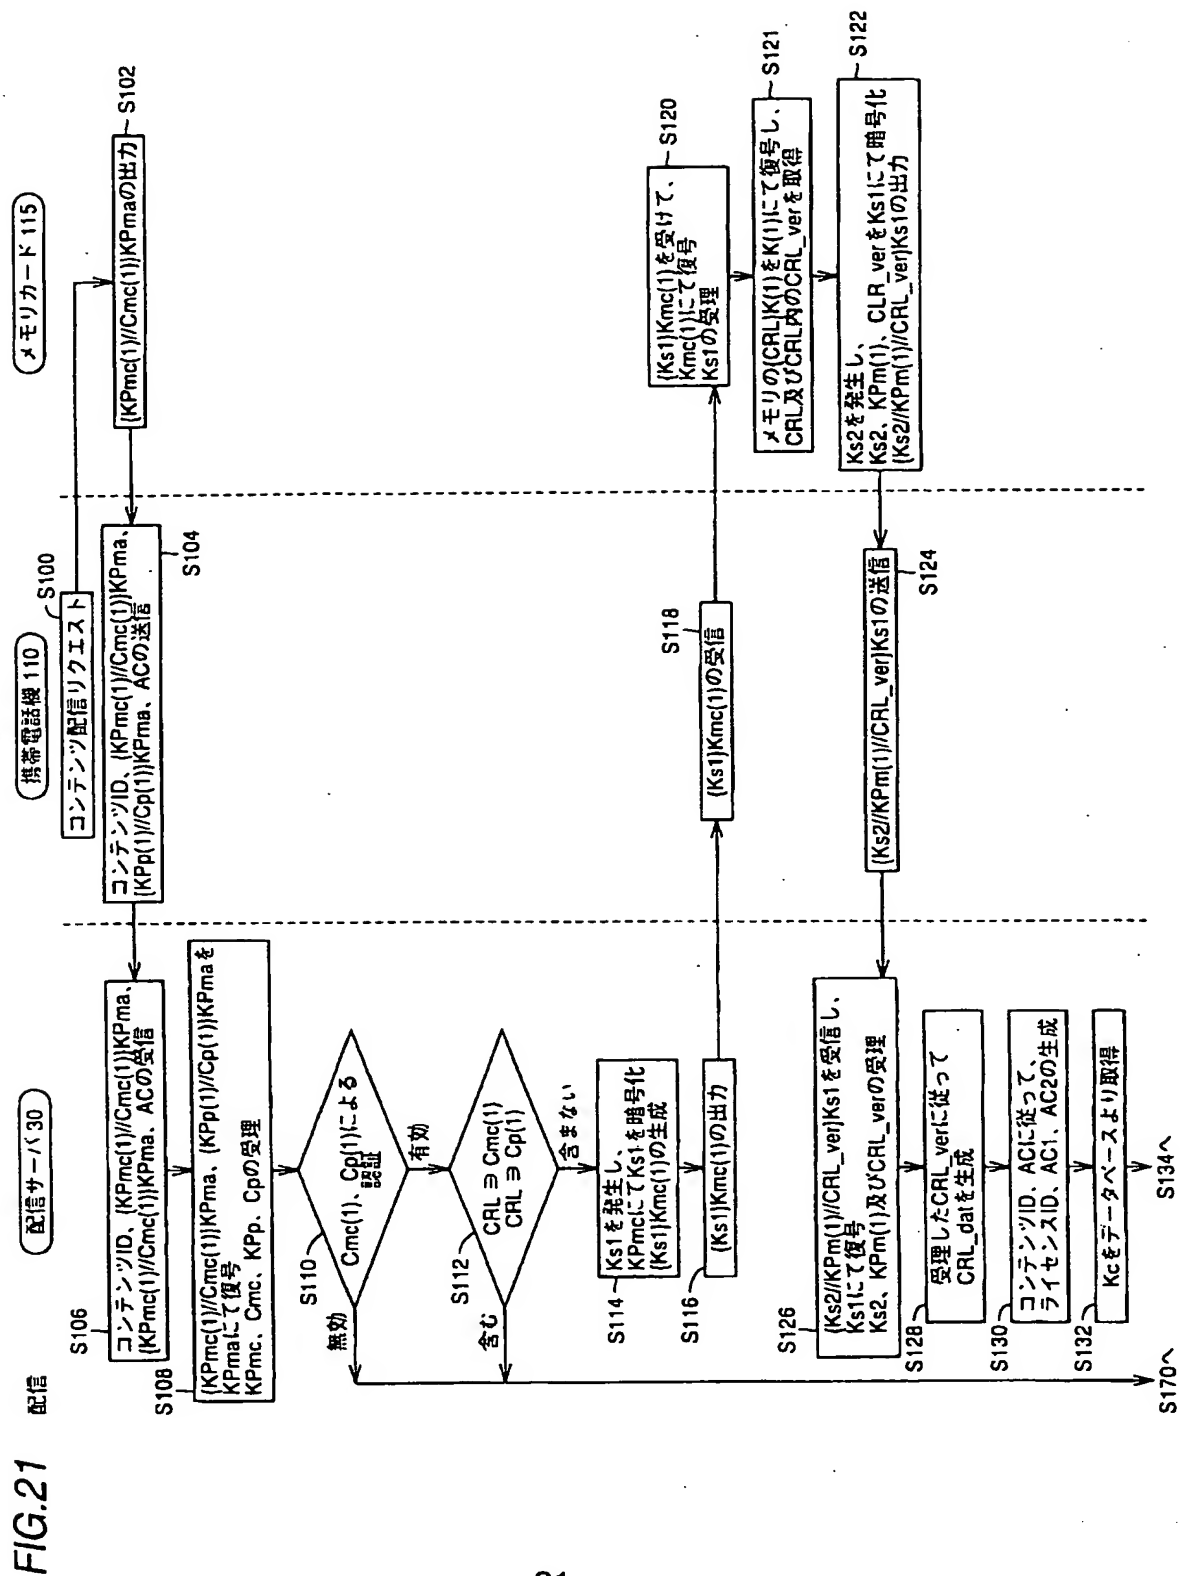 FIG.21
配信
配信サーバ 30
携帯電話機 110
メモリカード 115
S100
コンテンツ配信リクエスト
S102
{KPmc(1)//Cmc(1)}KPmaの出力
S104
コンテンツID、{KPmc(1)//Cmc(1)}KPma、
{KPp(1)//Cp(1)}KPma、ACの送信
S106
コンテンツID、{KPmc(1)//Cmc(1)}KPma、
{KPmc(1)//Cmc(1)}KPma、ACの受信
S108
{KPmc(1)//Cmc(1)}KPma、{KPp(1)//Cp(1)}KPmaを
KPmaにて復号
KPmc、Cmc、KPp、Cpの受理
S110
Cmc(1)、Cp(1)による
認証
無効
有効
S112
CRL∋Cmc(1)
CRL∋Cp(1)
含む
含まない
S114
Ks1を発生し、
KPmcにてKs1を暗号化
{Ks1}Kmc(1)の生成
S116
{Ks1}Kmc(1)の出力
S118
{Ks1}Kmc(1)の受信
S120
{Ks1}Kmc(1)を受けて、
Kmc(1)にて復号
Ks1の受理
S121
メモリの{CRL}K(1)をK(1)にて復号し、
CRL及びCRL内のCRL_verを取得
S122
Ks2を発生し、
Ks2、KPm(1)、CLR_verをKs1にて暗号化
{Ks2//KPm(1)//CRL_ver}Ks1の出力
S124
{Ks2//KPm(1)//CRL_ver}Ks1の送信
S126
{Ks2//KPm(1)//CRL_ver}Ks1を受信し、
Ks1にて復号
Ks2、KPm(1)及びCRL_verの受理
S128
受理したCRL_verに従って
CRL_datを生成
S130
コンテンツID、ACに従って、
ライセンスID、AC1、AC2の生成
S132
Kcをデータベースより取得
S170へ
S134へ